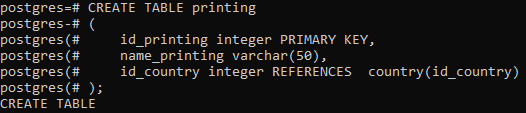 postgres=# CREATE TABLE printing
postgres-# (
postgres(#     id_printing integer PRIMARY KEY,
postgres(#     name_printing varchar(50),
postgres(#     id_country integer REFERENCES  country(id_country)
postgres(# );
CREATE TABLE